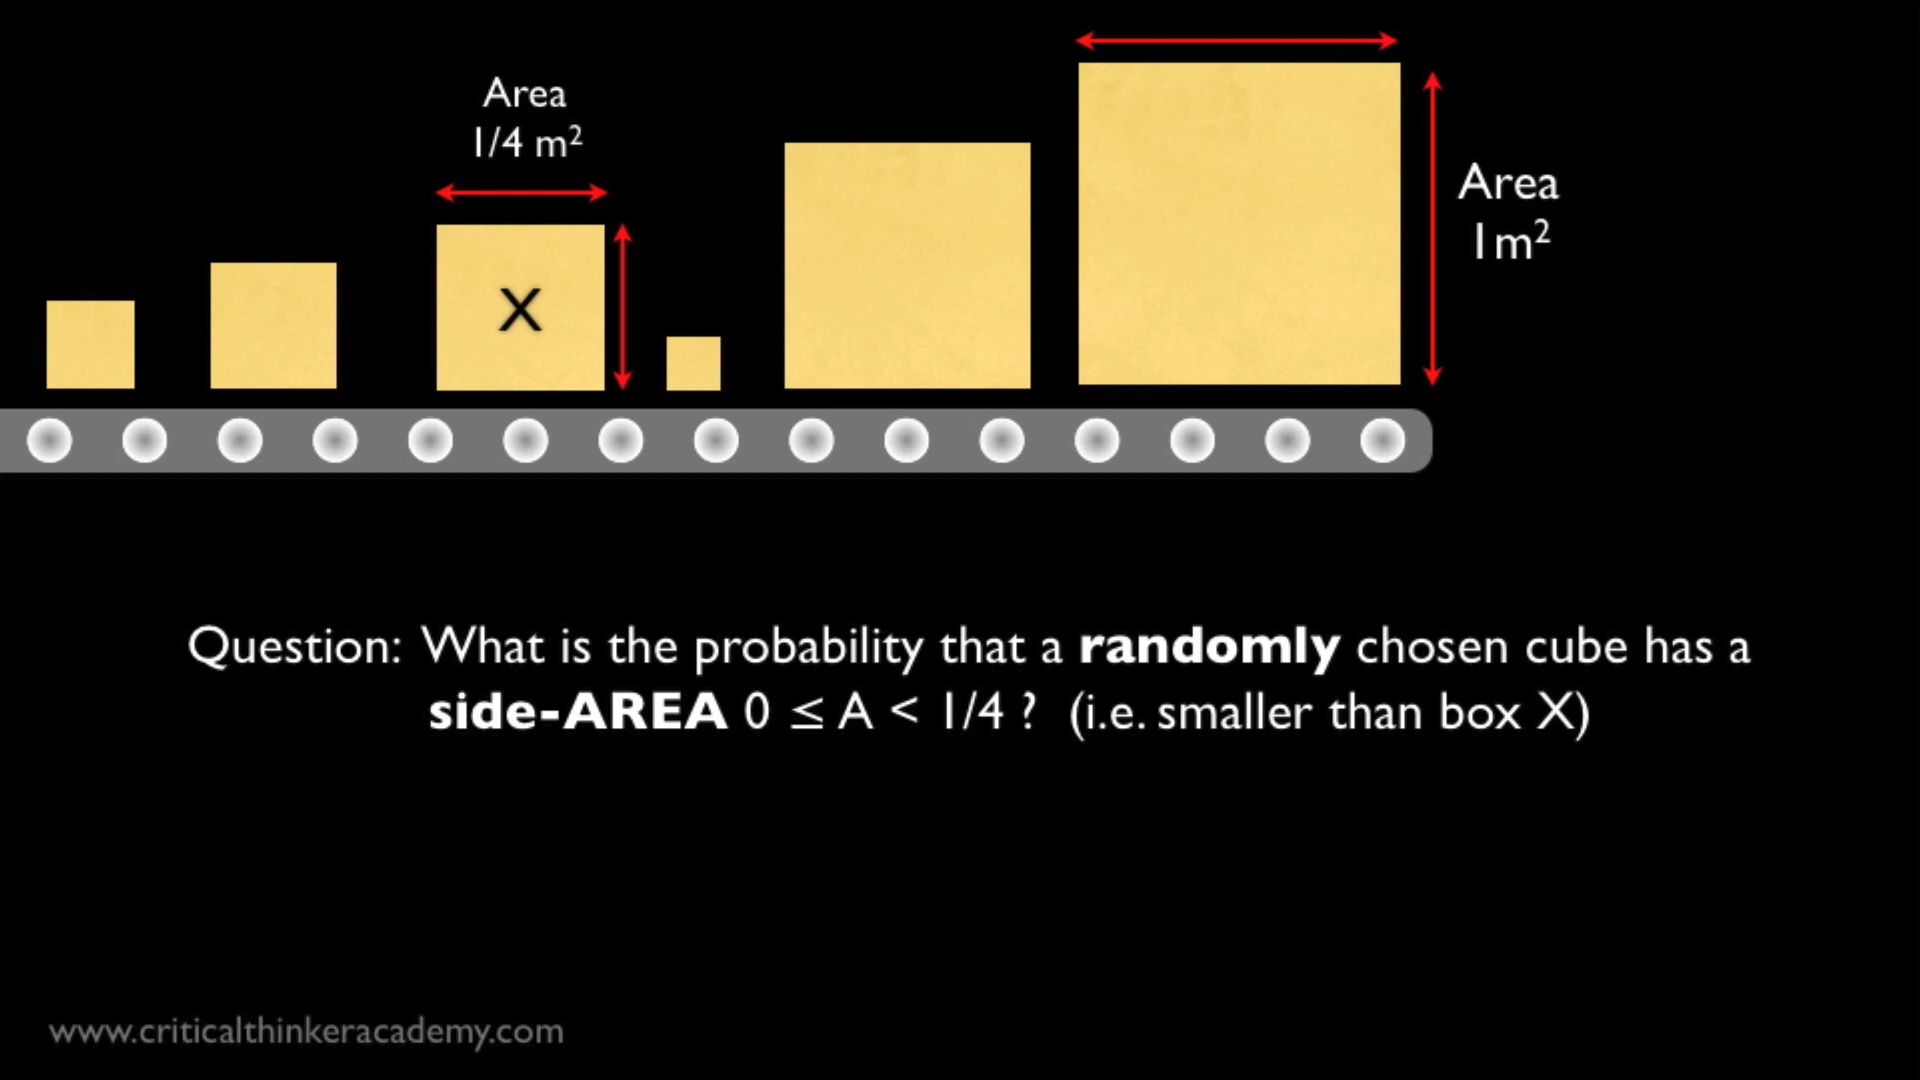 Area
1/4 m²
Area
1m²
X
Question: What is the probability that a randomly chosen cube has a
side-AREA 0 ≤ A < 1/4 ? (i.e. smaller than box X)
www.criticalthinkeracademy.com